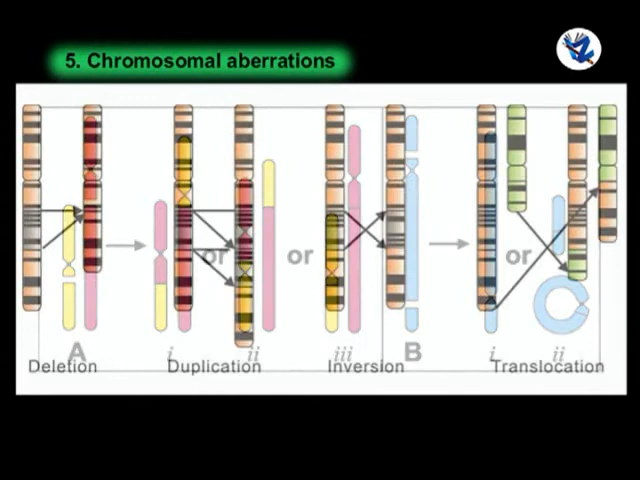 5. Chromosomal aberrations
or or or
A i ii iii B i ii
Deletion Duplication Inversion Translocation